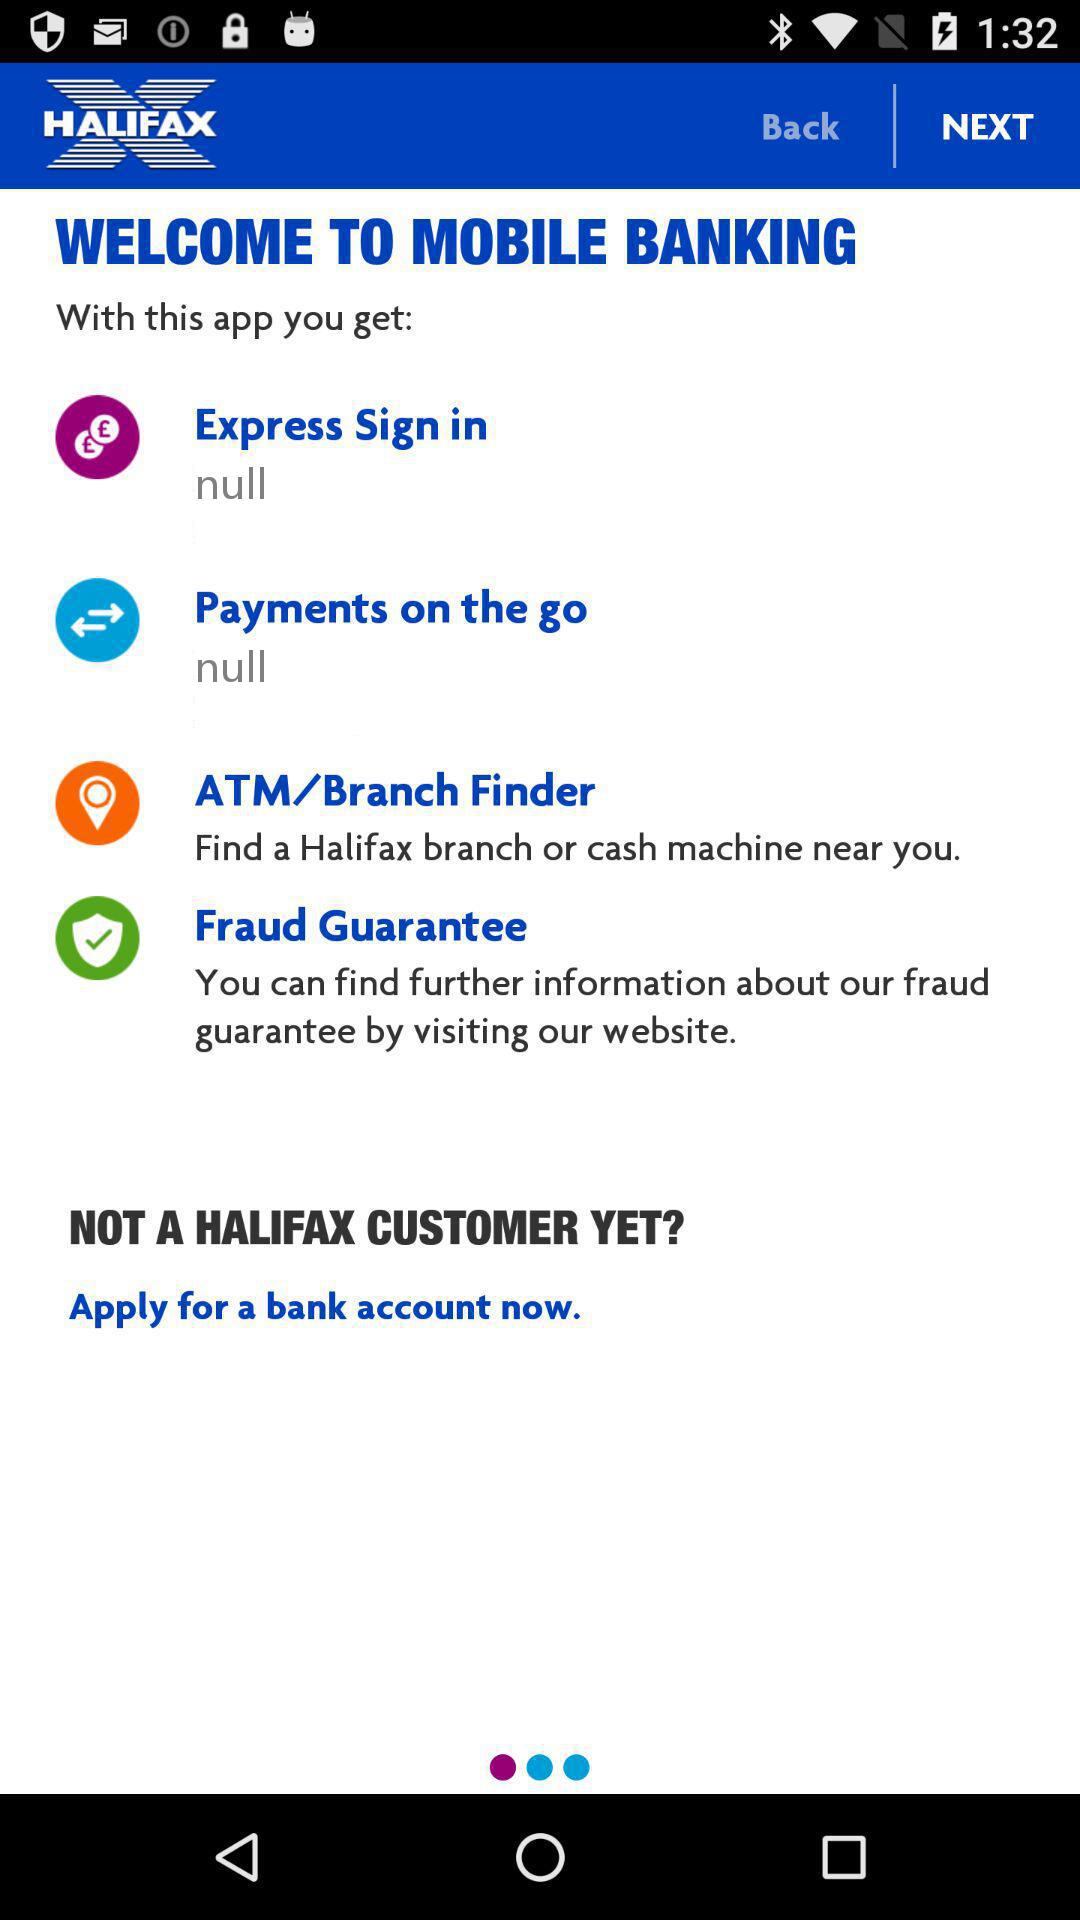 1:32
HALIFAX
Back
NEXT
WELCOME TO MOBILE BANKING
With this app you get:
££
Express Sign in
null
Payments on the go
null
ATM/Branch Finder
Find a Halifax branch or cash machine near you.
Fraud Guarantee
You can find further information about our fraud
guarantee by visiting our website.
NOT A HALIFAX CUSTOMER YET?
Apply for a bank account now.